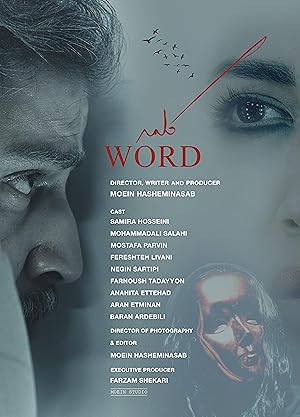 کلمه
WORD
DIRECTOR, WRITER AND PRODUCER
MOEIN HASHEMINASAB
CAST
SAMIRA HOSSEINI
MOHAMMADALI SALAHI
MOSTAFA PARVIN
FERESHTEH LIVANI
NEGIN SARTIPI
FARNOUSH TADAYYON
ANAHITA ETTEHAD
ARAN ETMINAN
BARAN ARDEBILI
DIRECTOR OF PHOTOGRAPHY
& EDITOR
MOEIN HASHEMINASAB
EXECUTIVE PRODUCER
FARZAM SHEKARI
MOEIN STUDIO